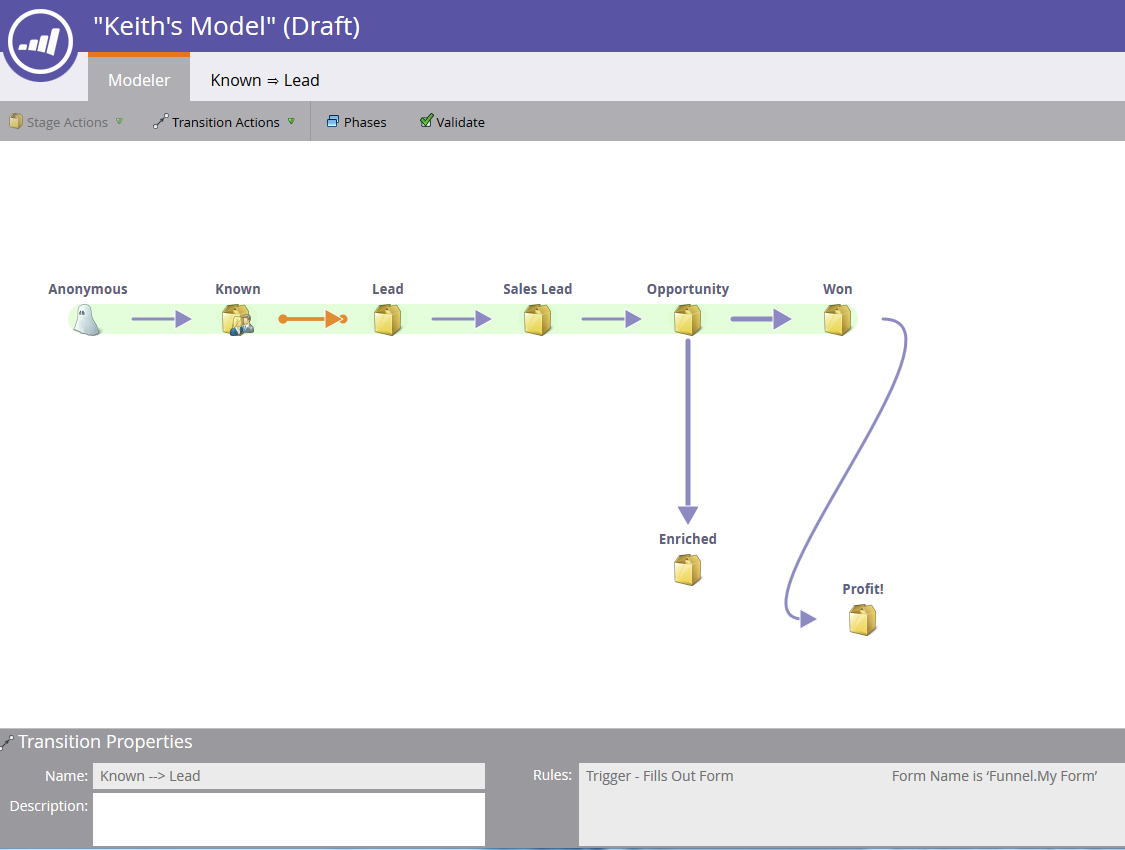 "Keith's Model" (Draft)
Modeler
Known ⇒ Lead
Stage Actions
Transition Actions
Phases
Validate
Anonymous
Known
Lead
Sales Lead
Opportunity
Won
Enriched
Profit!
Transition Properties
Name: Known --> Lead
Rules: Trigger - Fills Out Form Form Name is ‘Funnel.My Form’
Description: